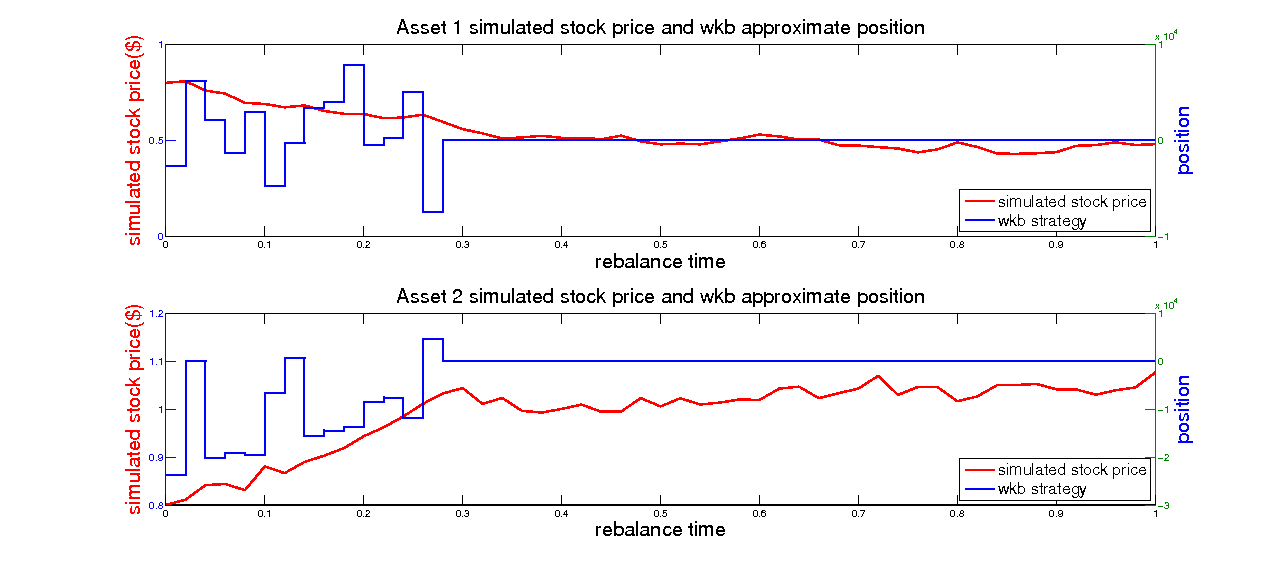 Asset 1 simulated stock price and wkb approximate position
x 10^4
simulated stock price($)
1
0.5
0
1
0
-1
position
simulated stock price
wkb strategy
0 0.1 0.2 0.3 0.4 0.5 0.6 0.7 0.8 0.9 1
rebalance time
Asset 2 simulated stock price and wkb approximate position
x 10^4
simulated stock price($)
1.2
1.1
1
0.9
0.8
1
0
-1
-2
-3
position
simulated stock price
wkb strategy
0 0.1 0.2 0.3 0.4 0.5 0.6 0.7 0.8 0.9 1
rebalance time